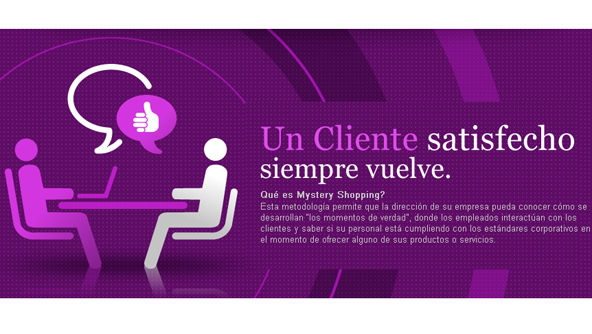 Un Cliente satisfecho
siempre vuelve.
Qué es Mystery Shopping?
Esta metodología permite que la dirección de su empresa pueda conocer cómo se
desarrollan "los momentos de verdad", donde los empleados interactúan con los
clientes y saber si su personal está cumpliendo con los estándares corporativos en
el momento de ofrecer alguno de sus productos o servicios.